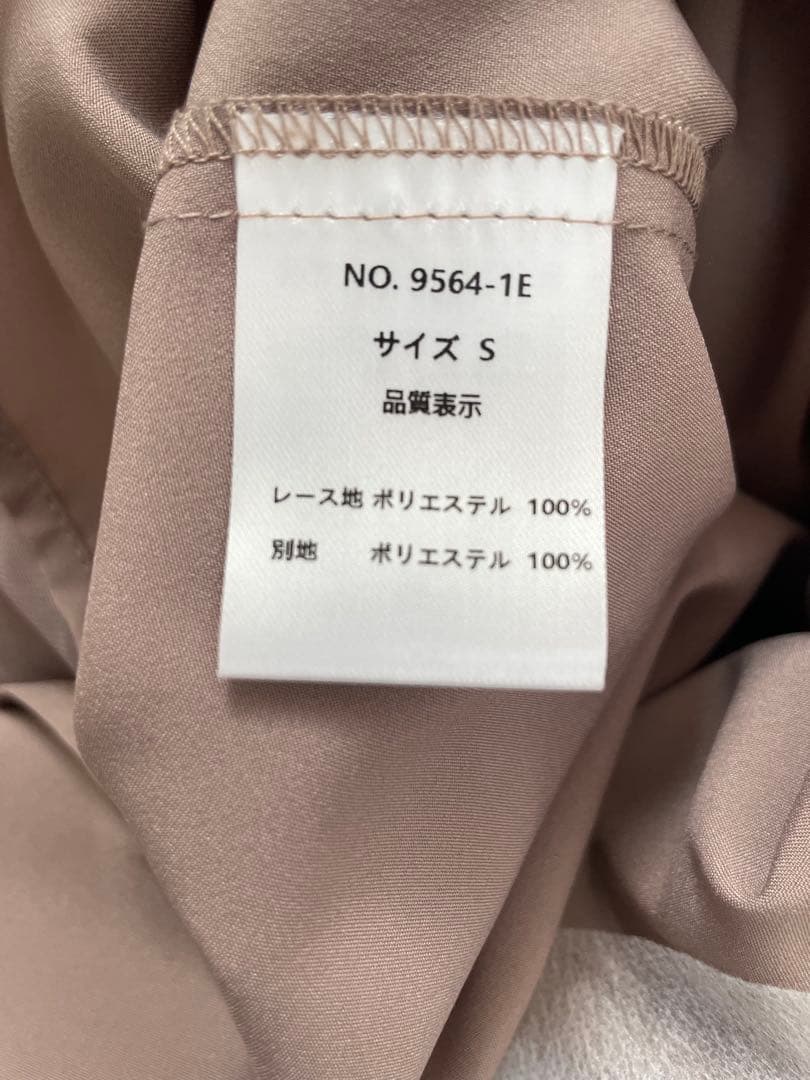 NO. 9564-1E
サイズ S
品質表示
レース地 ポリエステル 100%
別地 ポリエステル 100%